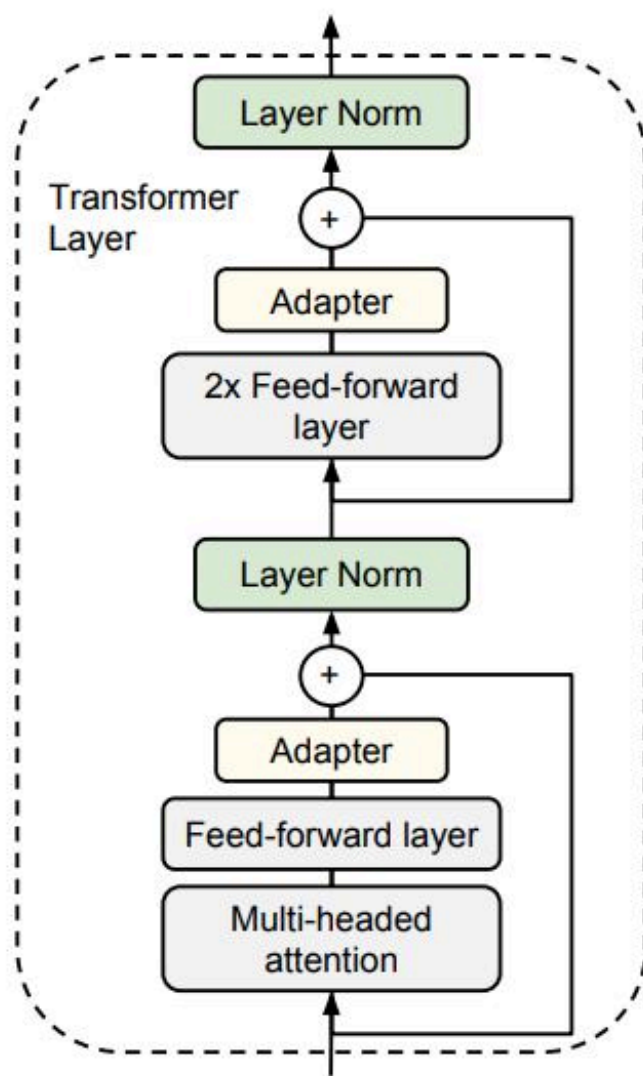 Layer Norm
Transformer
Layer
+
Adapter
2x Feed-forward
layer
Layer Norm
+
Adapter
Feed-forward layer
Multi-headed
attention